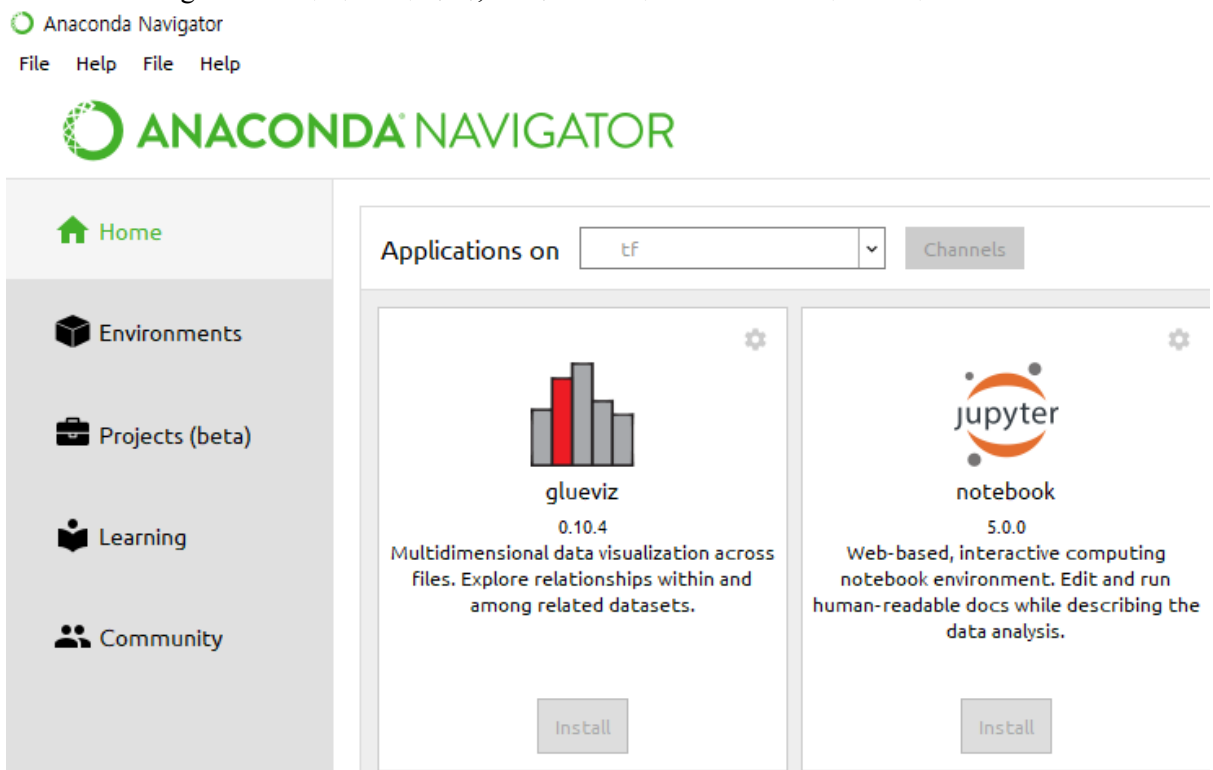 Anaconda Navigator
File Help File Help
ANACONDA NAVIGATOR
Home
Applications on tf Channels
Environments
Projects (beta)
Learning
Community
glueviz
0.10.4
Multidimensional data visualization across
files. Explore relationships within and
among related datasets.
Install
jupyter
notebook
5.0.0
Web-based, interactive computing
notebook environment. Edit and run
human-readable docs while describing the
data analysis.
Install